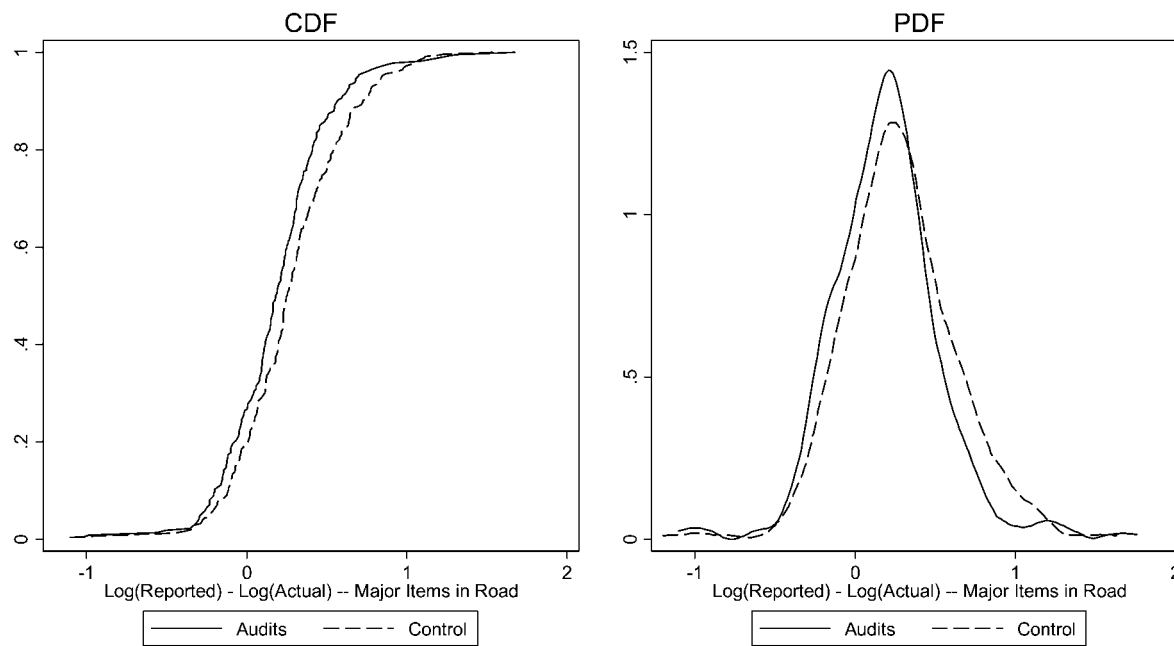 CDF
1
.8
.6
.4
.2
0
-1 0 1 2
Log(Reported) - Log(Actual) -- Major Items in Road
Audits Control
PDF
1.5
1
.5
0
-1 0 1 2
Log(Reported) - Log(Actual) -- Major Items in Road
Audits Control